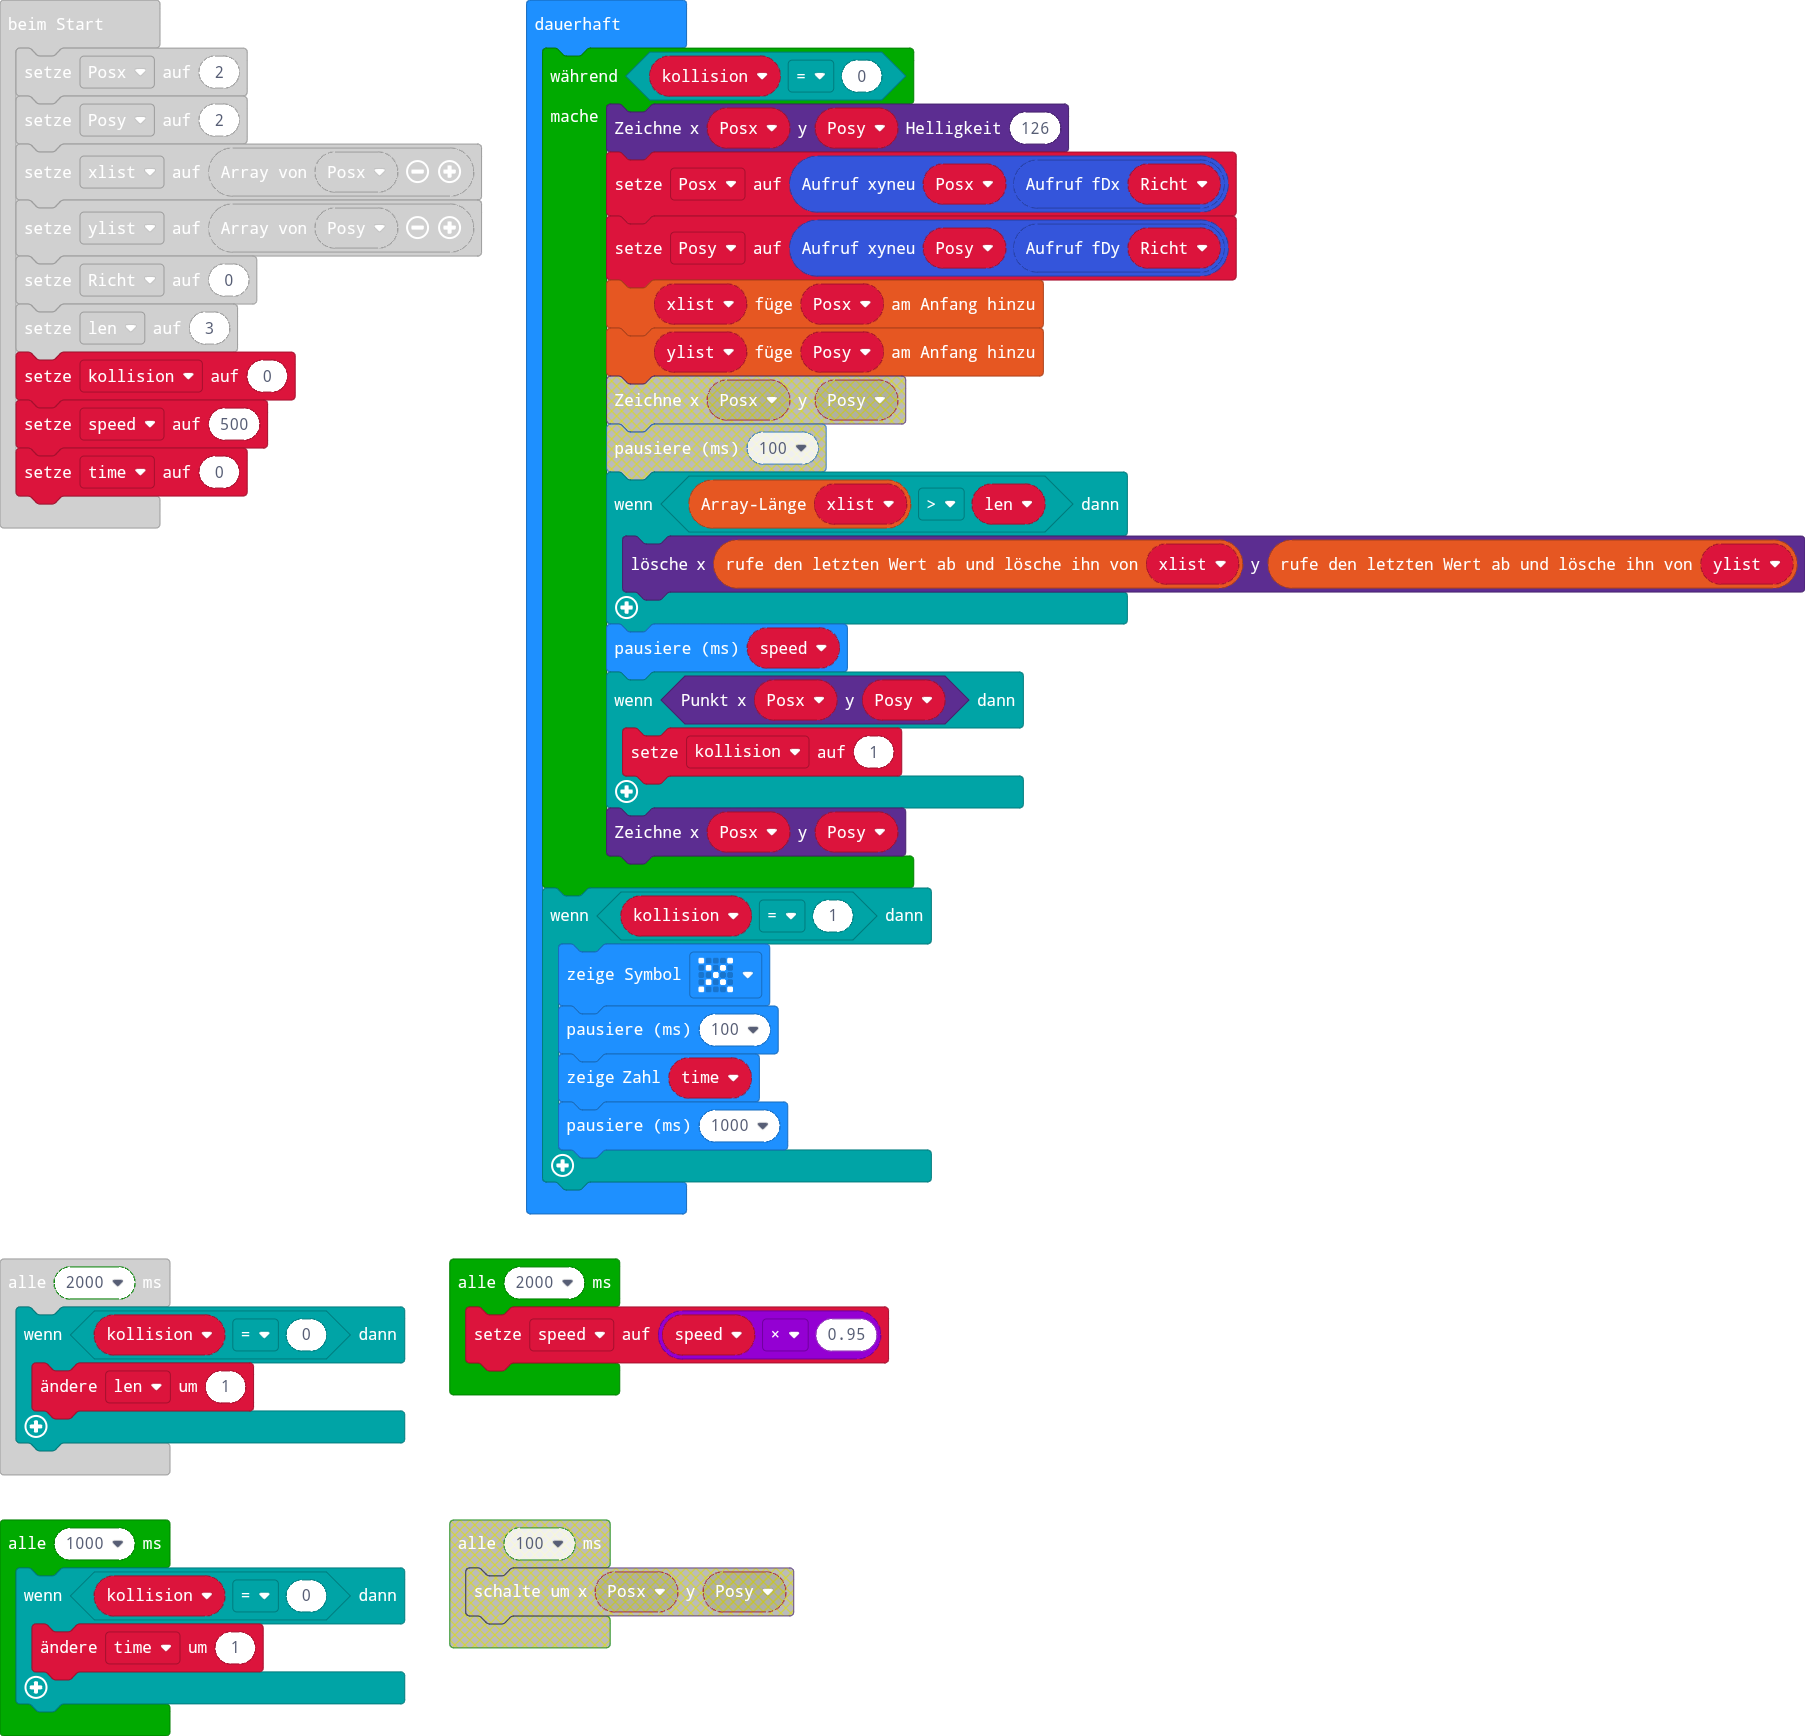 beim Start
setze Posx auf 2
setze Posy auf 2
setze xlist auf Array von Posx
setze ylist auf Array von Posy
setze Richt auf 0
setze len auf 3
setze kollision auf 0
setze speed auf 500
setze time auf 0
dauerhaft
während kollision = 0
mache
Zeichne x Posx y Posy Helligkeit 126
setze Posx auf Aufruf xyneu Posx Aufruf fDx Richt
setze Posy auf Aufruf xyneu Posy Aufruf fDy Richt
xlist füge Posx am Anfang hinzu
ylist füge Posy am Anfang hinzu
Zeichne x Posx y Posy
pausiere (ms) 100
wenn Array-Länge xlist > len dann
lösche x rufe den letzten Wert ab und lösche ihn von xlist y rufe den letzten Wert ab und lösche ihn von ylist
pausiere (ms) speed
wenn Punkt x Posx y Posy dann
setze kollision auf 1
Zeichne x Posx y Posy
wenn kollision = 1 dann
zeige Symbol
pausiere (ms) 100
zeige Zahl time
pausiere (ms) 1000
alle 2000 ms
wenn kollision = 0 dann
ändere len um 1
alle 2000 ms
setze speed auf speed × 0.95
alle 1000 ms
wenn kollision = 0 dann
ändere time um 1
alle 100 ms
schalte um x Posx y Posy